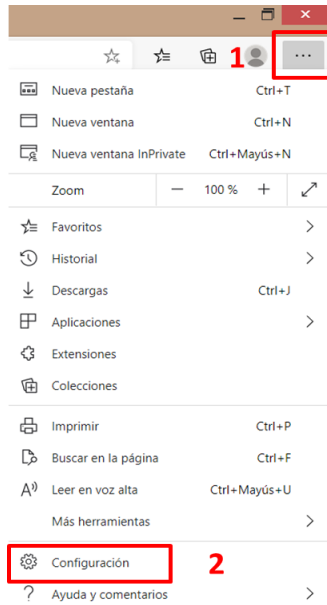 1
Nueva pestaña Ctrl+T
Nueva ventana Ctrl+N
Nueva ventana InPrivate Ctrl+Mayús+N
Zoom — 100 % +
Favoritos
Historial
Descargas Ctrl+J
Aplicaciones
Extensiones
Colecciones
Imprimir Ctrl+P
Buscar en la página Ctrl+F
Leer en voz alta Ctrl+Mayús+U
Más herramientas
Configuración 2
Ayuda y comentarios